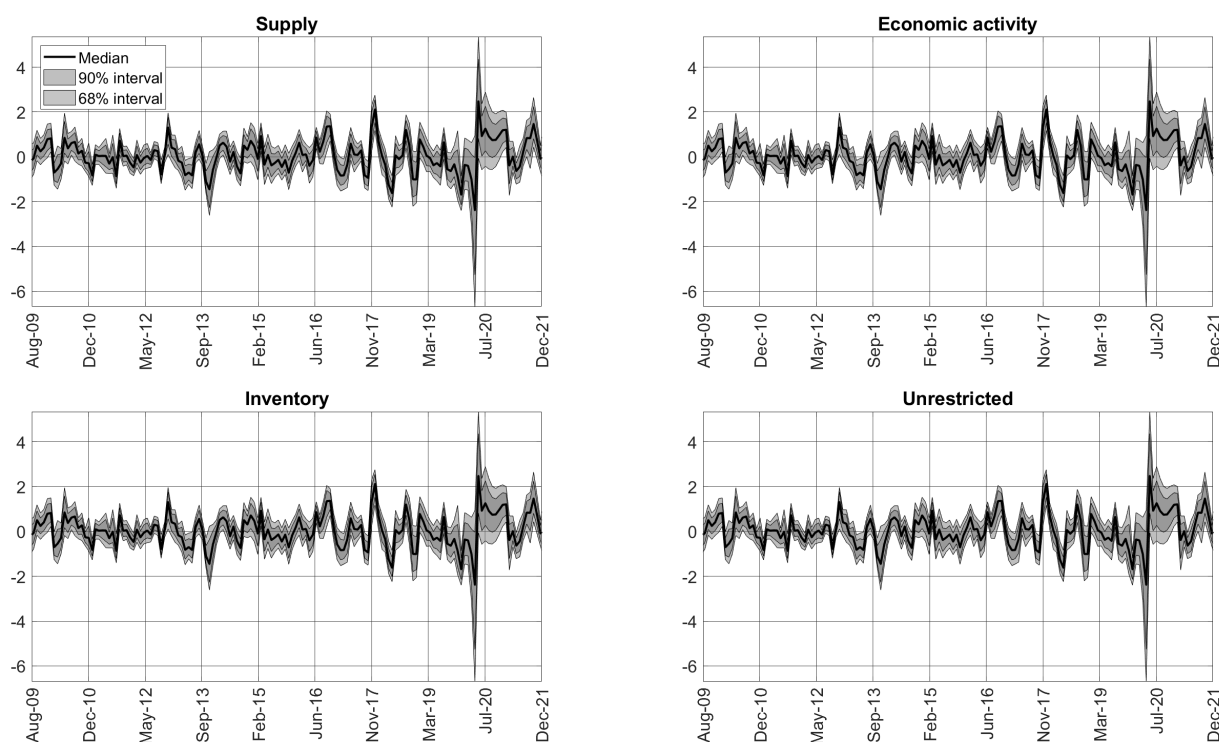 Supply
Median
90% interval
68% interval
4
2
0
-2
-4
-6
Aug-09
Dec-10
May-12
Sep-13
Feb-15
Jun-16
Nov-17
Mar-19
Jul-20
Dec-21
Economic activity
4
2
0
-2
-4
-6
Aug-09
Dec-10
May-12
Sep-13
Feb-15
Jun-16
Nov-17
Mar-19
Jul-20
Dec-21
Inventory
4
2
0
-2
-4
-6
Aug-09
Dec-10
May-12
Sep-13
Feb-15
Jun-16
Nov-17
Mar-19
Jul-20
Dec-21
Unrestricted
4
2
0
-2
-4
-6
Aug-09
Dec-10
May-12
Sep-13
Feb-15
Jun-16
Nov-17
Mar-19
Jul-20
Dec-21